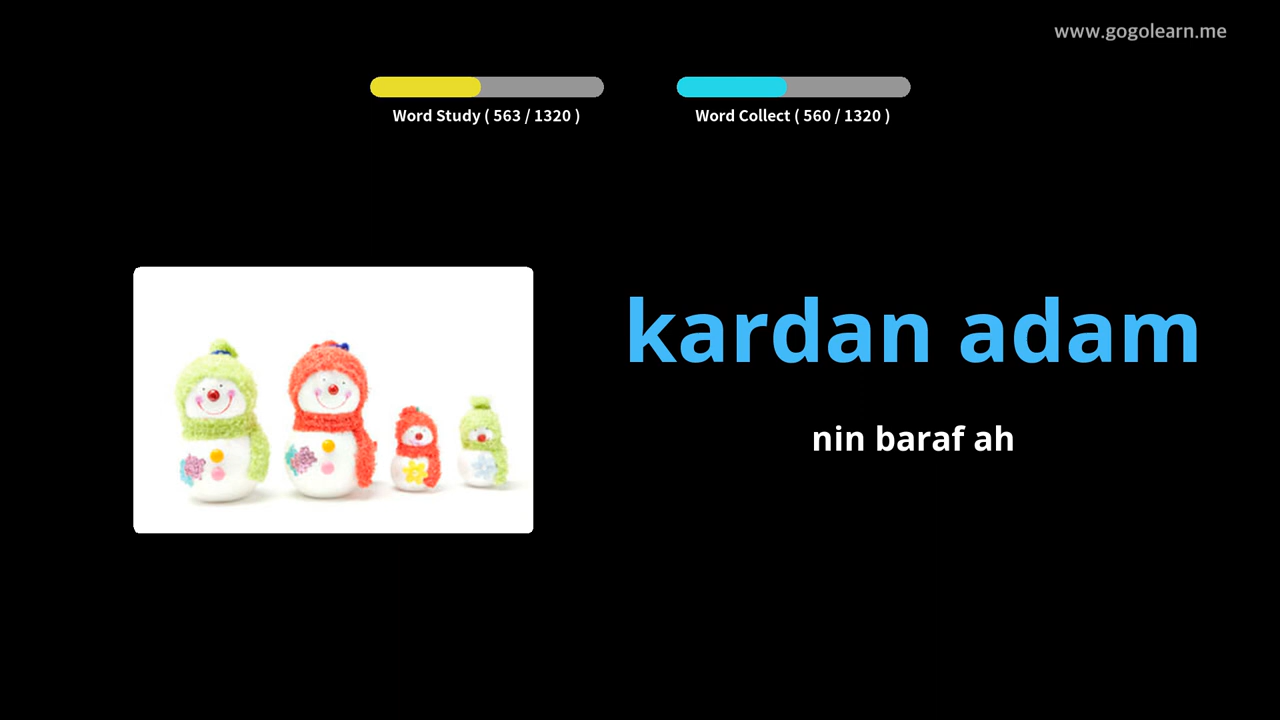 www.gogolearn.me
Word Study ( 563 / 1320 )
Word Collect ( 560 / 1320 )
kardan adam
nin baraf ah